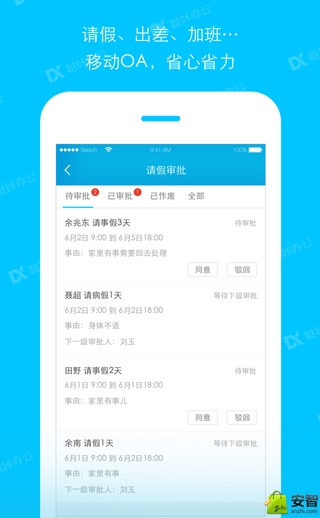 请假、出差、加班…
移动OA，省心省力
Sketch
9:41 AM
100%
请假审批
待审批 2 已审批 1 已作废 全部
余兆东 请事假3天 待审批
6月2日 9:00 到 6月5日18:00
事由：家里有事需要回去处理
同意 驳回
聂超 请病假1天 等待下级审批
6月2日 9:00 到 6月2日18:00
事由：身体不适
下一级审批人：刘玉
田野 请事假2天 待审批
6月1日 9:00 到 6月1日18:00
事由：家里有事儿
同意 驳回
余南 请假1天 等待下级审批
6月1日 9:00 到 6月1日18:00
事由：病假
下一级审批人：刘玉
安智
anzhi.com